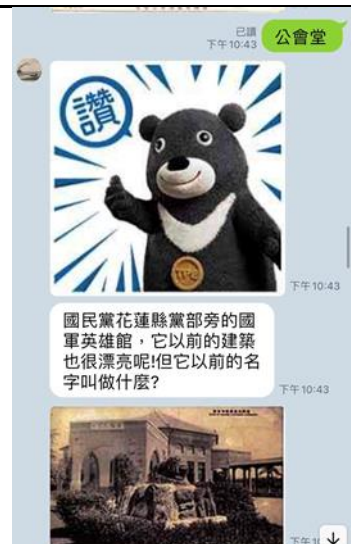 已讀
下午10:43
公會堂
讚
下午10:43
國民黨花蓮縣黨部旁的國
軍英雄館，它以前的建築
也很漂亮呢!但它以前的名
字叫做什麼?
下午10:43